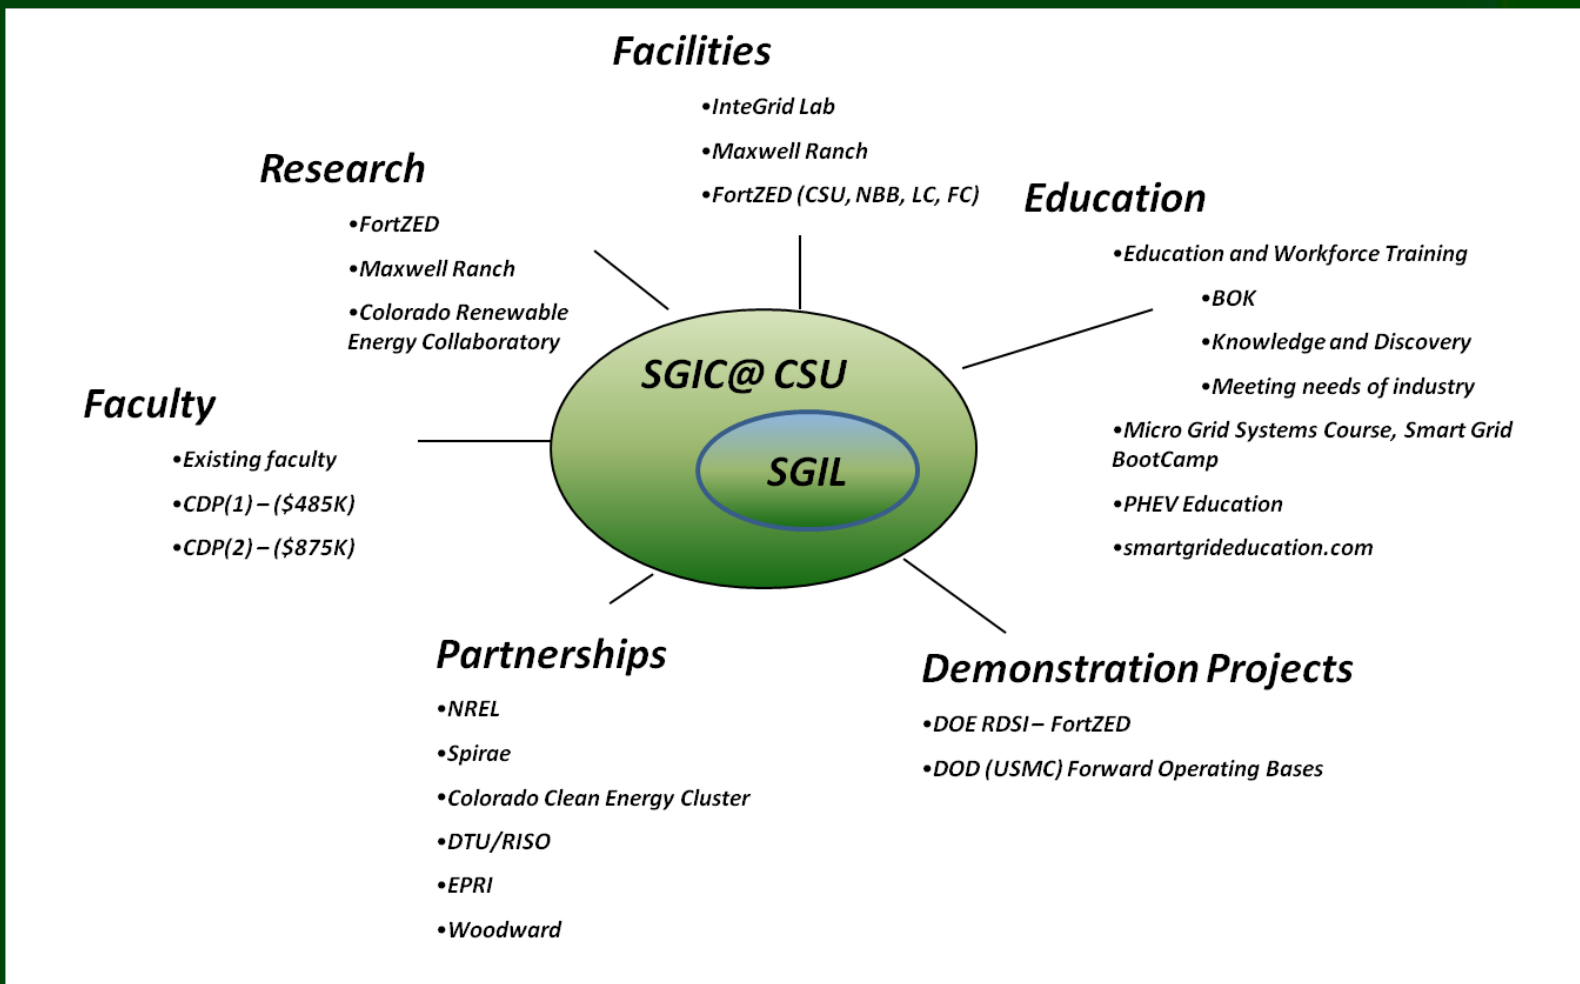 Facilities
•InteGrid Lab
•Maxwell Ranch
•FortZED (CSU, NBB, LC, FC)
Research
•FortZED
•Maxwell Ranch
•Colorado Renewable
Energy Collaboratory
Education
•Education and Workforce Training
•BOK
•Knowledge and Discovery
•Meeting needs of industry
•Micro Grid Systems Course, Smart Grid
BootCamp
•PHEV Education
•smartgrideducation.com
SGIC@ CSU
SGIL
Faculty
•Existing faculty
•CDP(1) – ($485K)
•CDP(2) – ($875K)
Partnerships
•NREL
•Spirae
•Colorado Clean Energy Cluster
•DTU/RISO
•EPRI
•Woodward
Demonstration Projects
•DOE RDSI – FortZED
•DOD (USMC) Forward Operating Bases